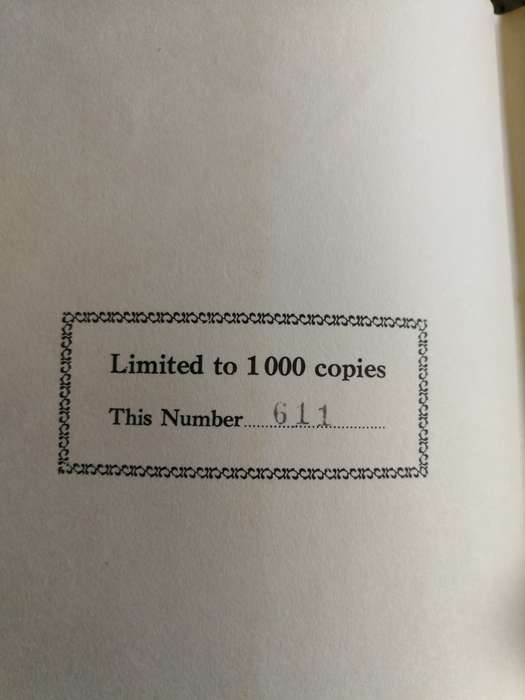 Limited to 1000 copies
This Number......611............